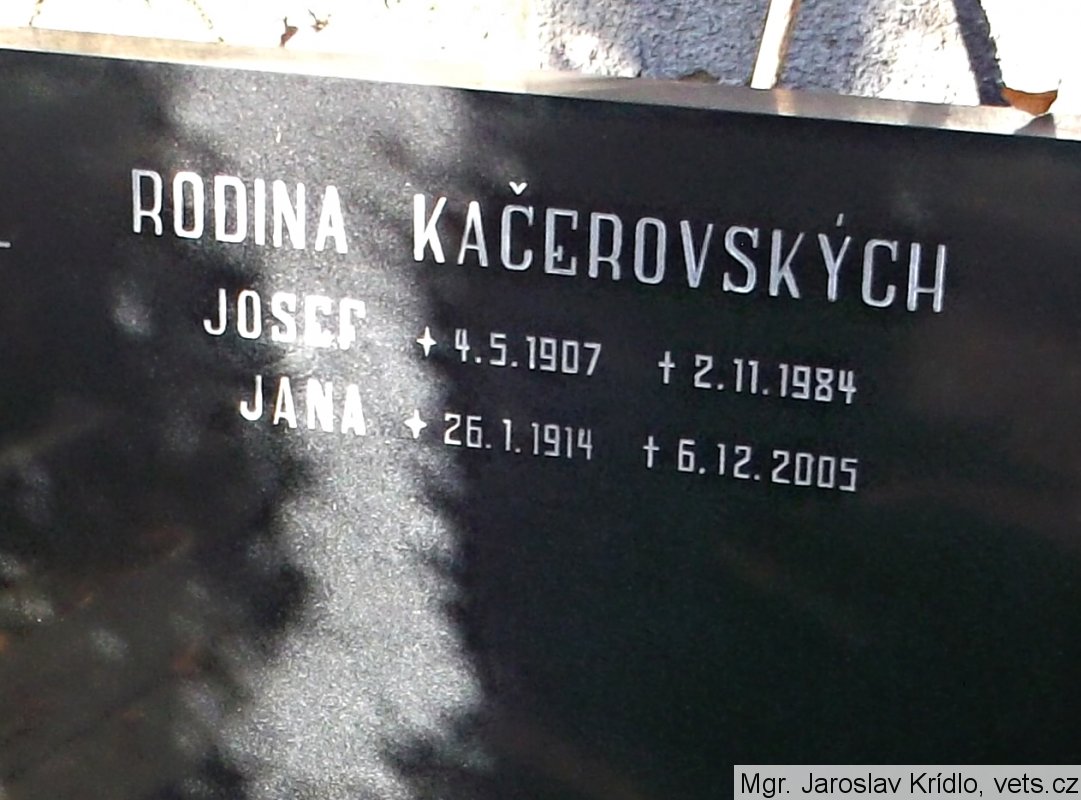 RODINA KAČEROVSKÝCH
JOSEF ✦ 4.5.1907 † 2.11.1984
JANA ✦ 26.1.1914 † 6.12.2005
Mgr. Jaroslav Krídlo, vets.cz